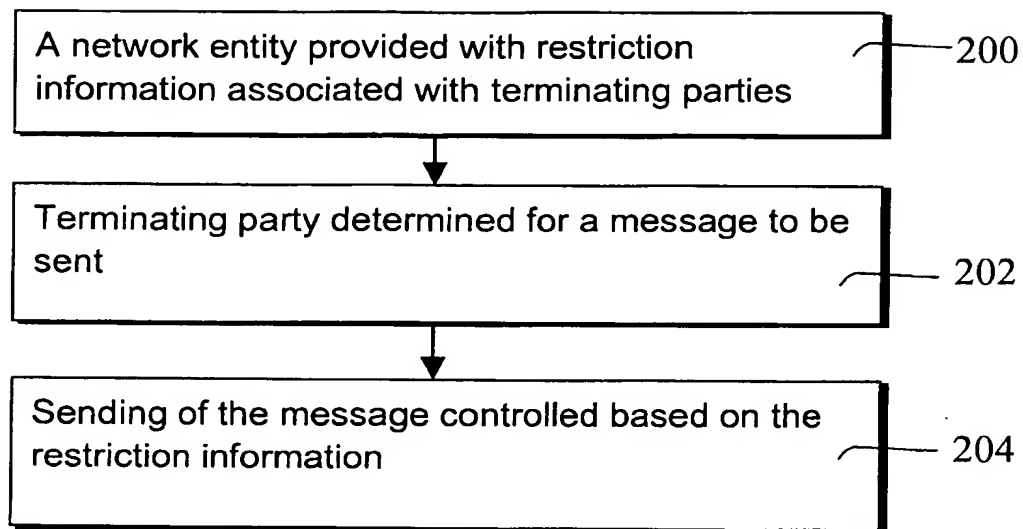 A network entity provided with restriction
information associated with terminating parties
200
Terminating party determined for a message to be
sent
202
Sending of the message controlled based on the
restriction information
204